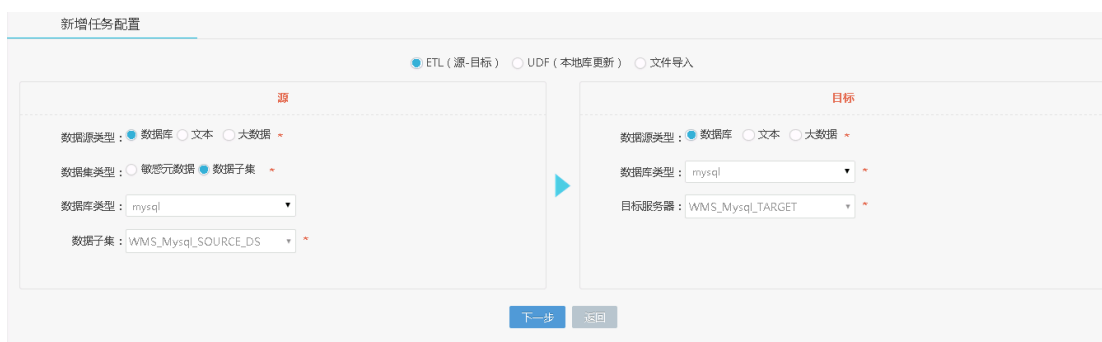 新增任务配置
ETL ( 源-目标 ) UDF ( 本地库更新 ) 文件导入
源
数据源类型 : 数据库 文本 大数据 *
数据集类型 : 敏感元数据 数据子集 *
数据库类型 : mysql
数据子集 : WMS_Mysql_SOURCE_DS *
目标
数据源类型 : 数据库 文本 大数据 *
数据库类型 : mysql *
目标服务器 : WMS_Mysql_TARGET *
下一步 返回